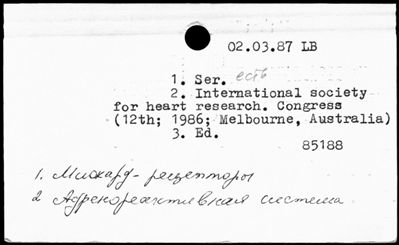 02.03.87 LB
1. Ser. есть
2. International society
for heart research. Congress
(12th; 1986; Melbourne, Australia)
3. Ed.
85188
1. Миокард - рецепторы
2 Адренореактивная система